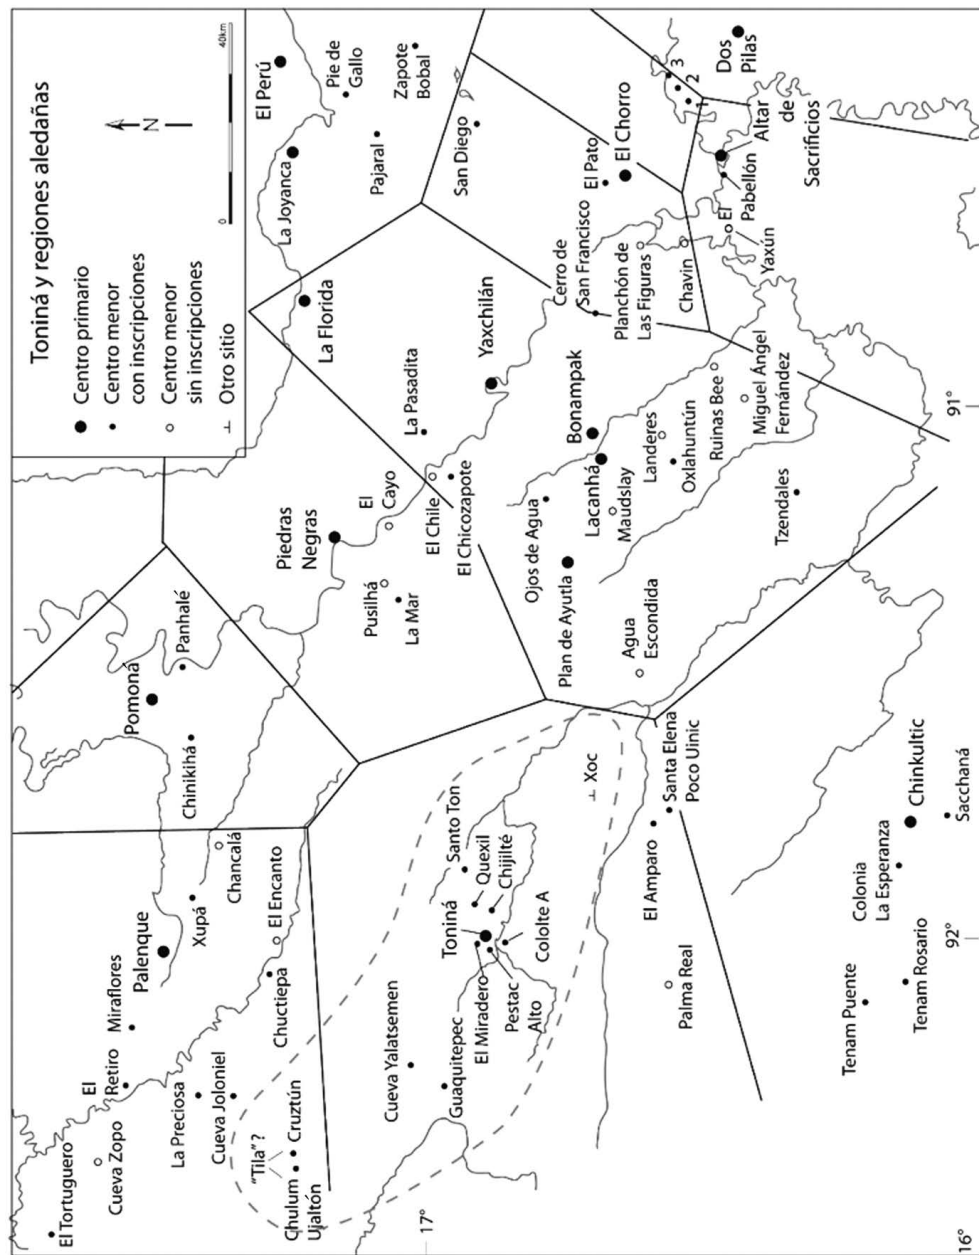 Toniná y regiones aledañas
Centro primario
Centro menor
con inscripciones
Centro menor
sin inscripciones
Otro sitio
N
0
40km
El Perú
Pie de
Gallo
Zapote
Bobal
La Joyanca
Pajaral
San Diego
La Florida
El Pato
El Chorro
3
2
1
Dos
Pilas
Altar
de
Sacrificios
El
Pabellón
Yaxún
Chavin
Planchón de
Las Figuras
Cerro de
San Francisco
Yaxchilán
La Pasadita
Bonampak
Lacanhá
Landeres
Maudslay
Oxlahuntún
Ruinas Bee
Miguel Ángel
Fernández
Tzendales
Ojos de Agua
Plan de Ayutla
Agua
Escondida
El Chicozapote
El Chile
El
Cayo
Piedras
Negras
Pusilhá
La Mar
Panhalé
Pomoná
Chinikihá
Chancalá
Xupá
Palenque
El Encanto
Chuctiepa
Miraflores
El
Retiro
La Preciosa
Cueva Joloniel
Cueva Zopo
El Tortuguero
"Tila"?
Cruztún
Chulum
Ujaltón
Cueva Yalatsemen
Guaquitepec
Toniná
Santo Ton
Quexil
Chijilté
Cololte A
El Miradero
Pestac
Alto
Xoc
El Amparo
Santa Elena
Poco Uinic
Palma Real
Colonia
La Esperanza
Chinkultic
Sacchaná
Tenam Puente
Tenam Rosario
17°
16°
92°
91°